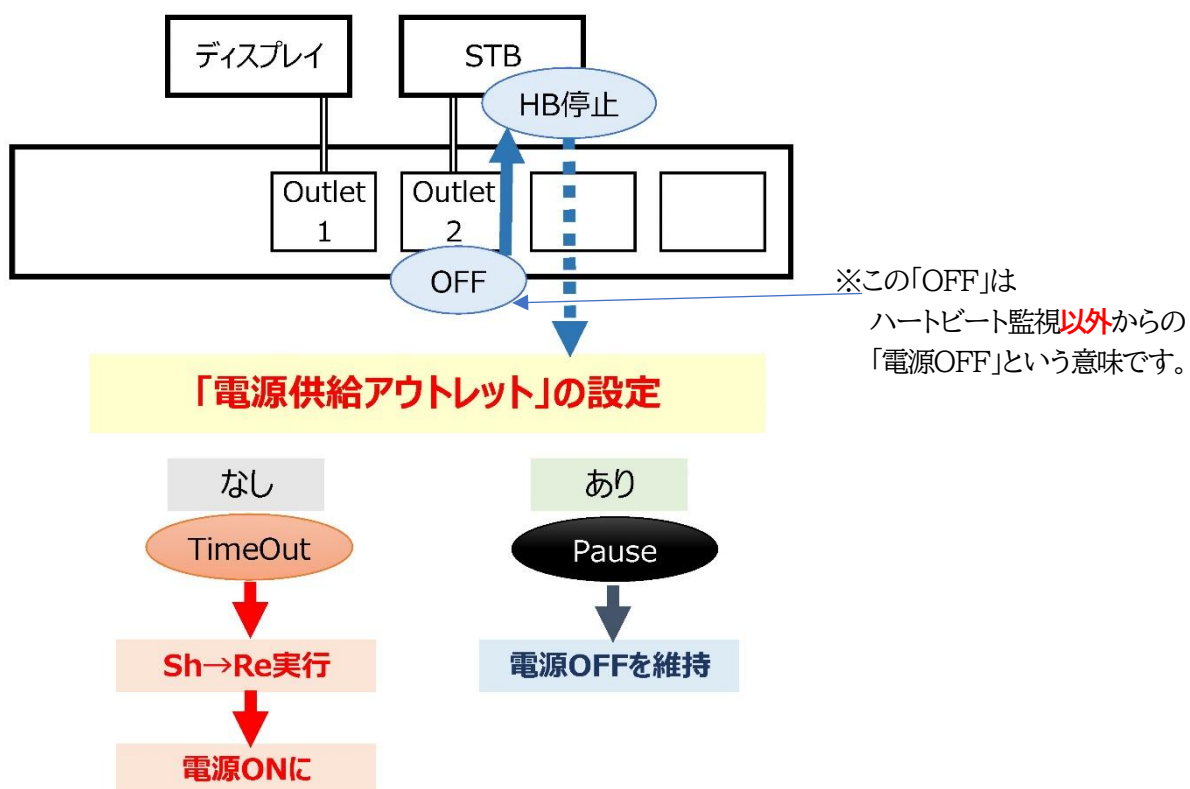 ディスプレイ
STB
HB停止
Outlet
1
Outlet
2
OFF
※この「OFF」は
ハートビート監視以外からの
「電源OFF」という意味です。
「電源供給アウトレット」の設定
なし
あり
TimeOut
Pause
Sh→Re実行
電源OFFを維持
電源ONに